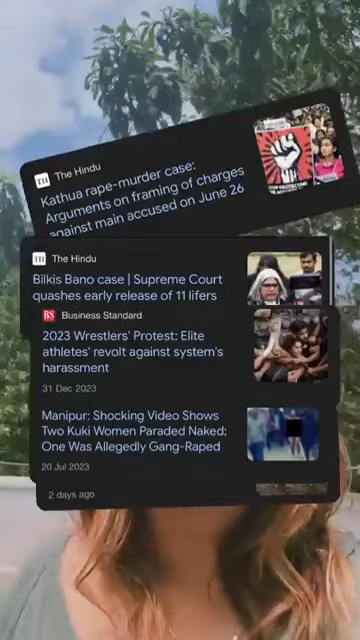 The Hindu
Kathua rape-murder case:
Arguments on framing of charges
against main accused on June 26
The Hindu
Bilkis Bano case | Supreme Court
quashes early release of 11 lifers
BS Business Standard
2023 Wrestlers' Protest: Elite
athletes' revolt against system's
harassment
31 Dec 2023
Manipur: Shocking Video Shows
Two Kuki Women Paraded Naked;
One Was Allegedly Gang-Raped
20 Jul 2023
2 days ago